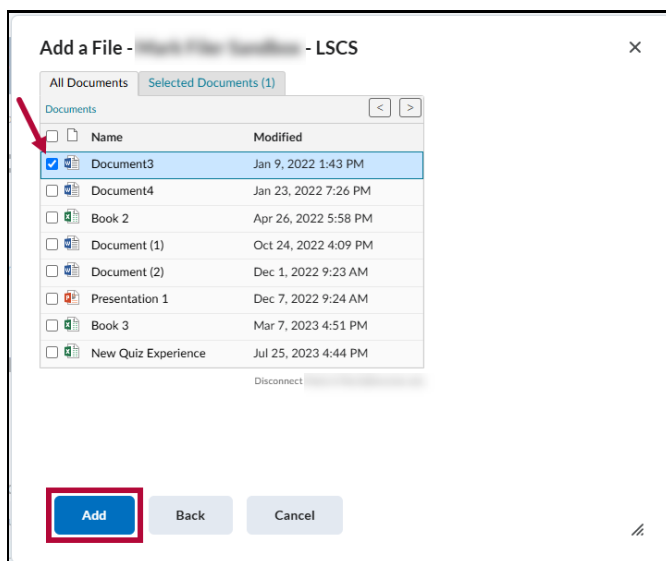 Add a File - - LSCS
All Documents Selected Documents (1)
Documents < >
Name Modified
Document3 Jan 9, 2022 1:43 PM
Document4 Jan 23, 2022 7:26 PM
Book 2 Apr 26, 2022 5:58 PM
Document (1) Oct 24, 2022 4:09 PM
Document (2) Dec 1, 2022 9:23 AM
Presentation 1 Dec 7, 2022 9:24 AM
Book 3 Mar 7, 2023 4:51 PM
New Quiz Experience Jul 25, 2023 4:44 PM
Disconnect
Add Back Cancel